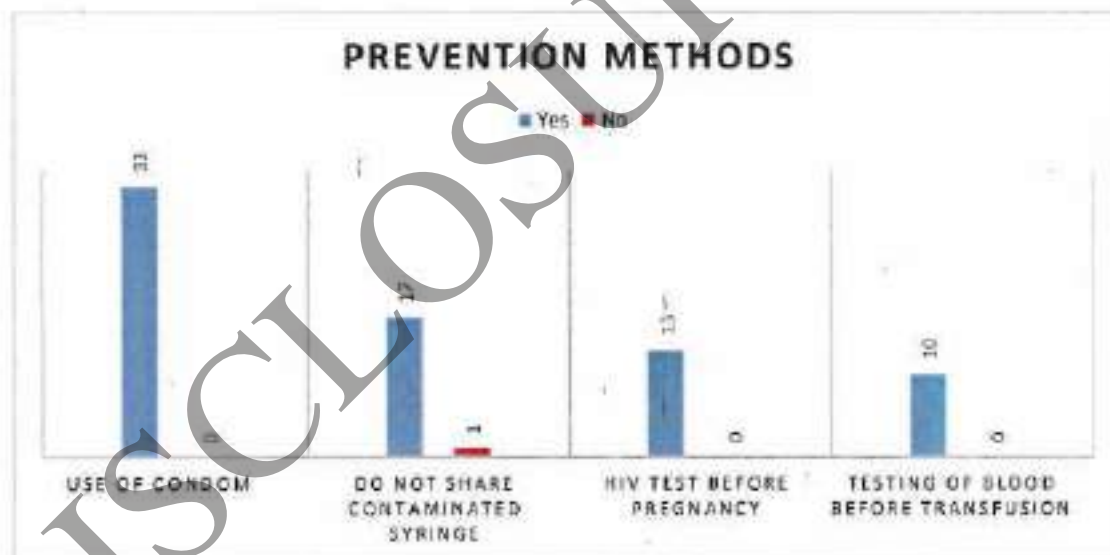 PREVENTION METHODS
Yes No
33
0
17
1
13
0
10
0
USE OF CONDOM
DO NOT SHARE
CONTAMINATED
SYRINGE
HIV TEST BEFORE
PREGNANCY
TESTING OF BLOOD
BEFORE TRANSFUSION